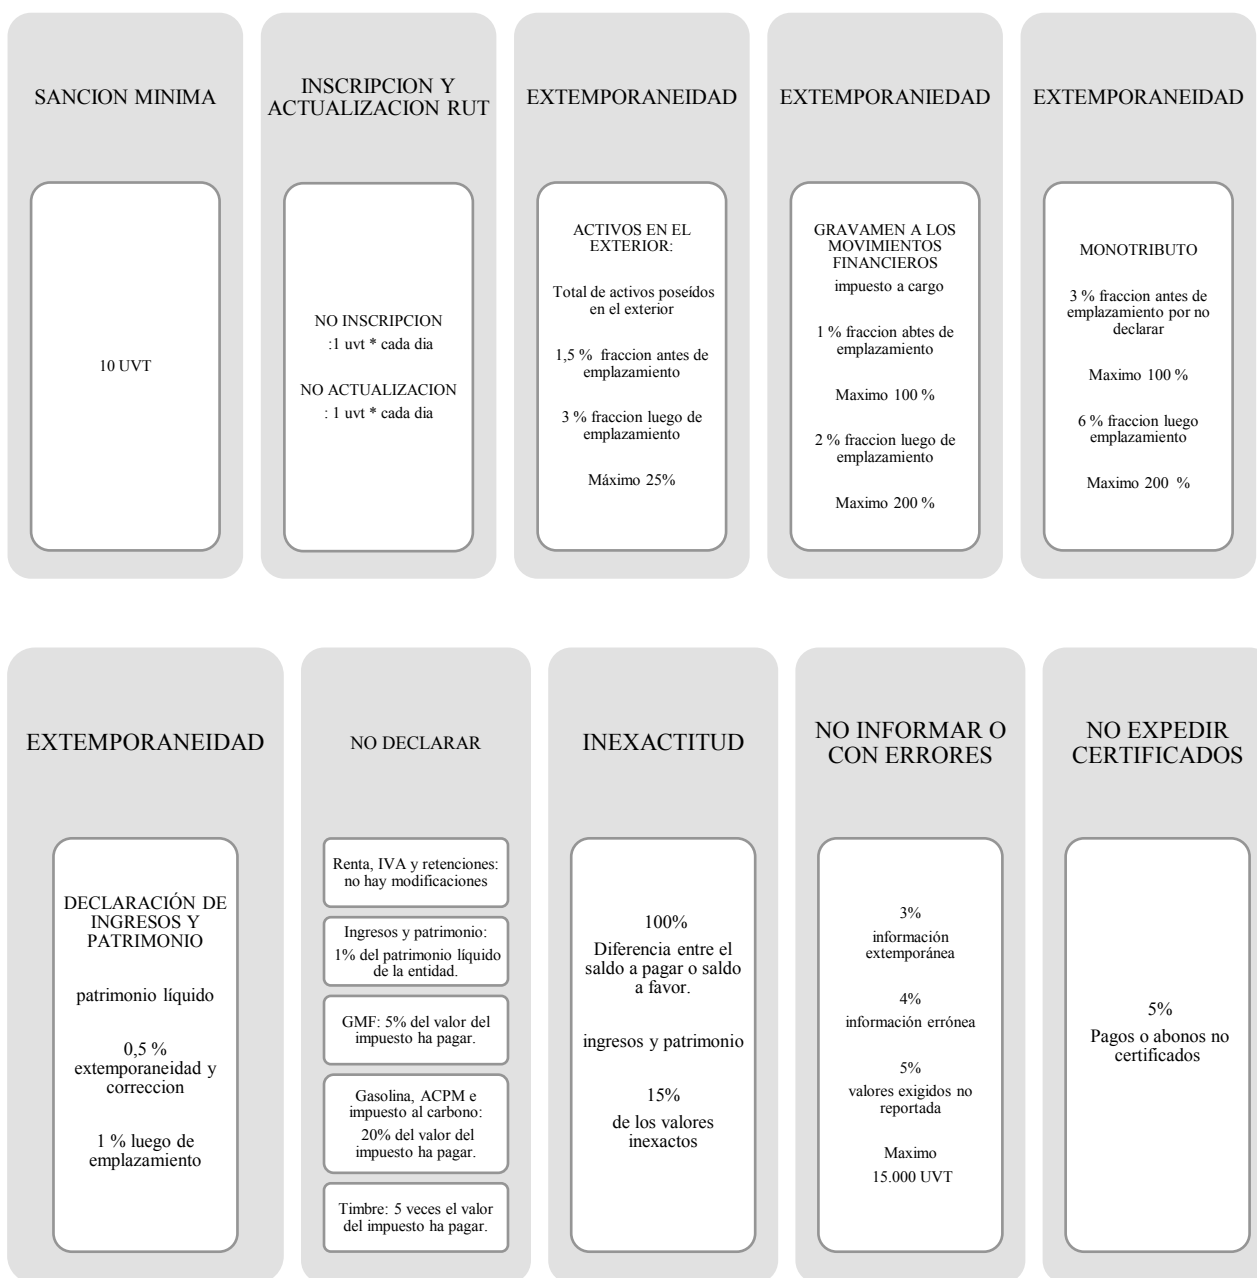 SANCION MINIMA
10 UVT
INSCRIPCION Y
ACTUALIZACION RUT
NO INSCRIPCION
:1 uvt * cada dia
NO ACTUALIZACION
: 1 uvt * cada dia
EXTEMPORANEIDAD
ACTIVOS EN EL
EXTERIOR:
Total de activos poseídos
en el exterior
1,5 % fraccion antes de
emplazamiento
3 % fraccion luego de
emplazamiento
Máximo 25%
EXTEMPORANIEDAD
GRAVAMEN A LOS
MOVIMIENTOS
FINANCIEROS
impuesto a cargo
1 % fraccion abtes de
emplazamiento
Maximo 100 %
2 % fraccion luego de
emplazamiento
Maximo 200 %
EXTEMPORANEIDAD
MONOTRIBUTO
3 % fraccion antes de
emplazamiento por no
declarar
Maximo 100 %
6 % fraccion luego
emplazamiento
Maximo 200 %
EXTEMPORANEIDAD
DECLARACIÓN DE
INGRESOS Y
PATRIMONIO
patrimonio líquido
0,5 %
extemporaneidad y
correccion
1 % luego de
emplazamiento
NO DECLARAR
Renta, IVA y retenciones:
no hay modificaciones
Ingresos y patrimonio:
1% del patrimonio líquido
de la entidad.
GMF: 5% del valor del
impuesto ha pagar.
Gasolina, ACPM e
impuesto al carbono:
20% del valor del
impuesto ha pagar.
Timbre: 5 veces el valor
del impuesto ha pagar.
INEXACTITUD
100%
Diferencia entre el
saldo a pagar o saldo
a favor.
ingresos y patrimonio
15%
de los valores
inexactos
NO INFORMAR O
CON ERRORES
3%
información
extemporánea
4%
información errónea
5%
valores exigidos no
reportada
Maximo
15.000 UVT
NO EXPEDIR
CERTIFICADOS
5%
Pagos o abonos no
certificados